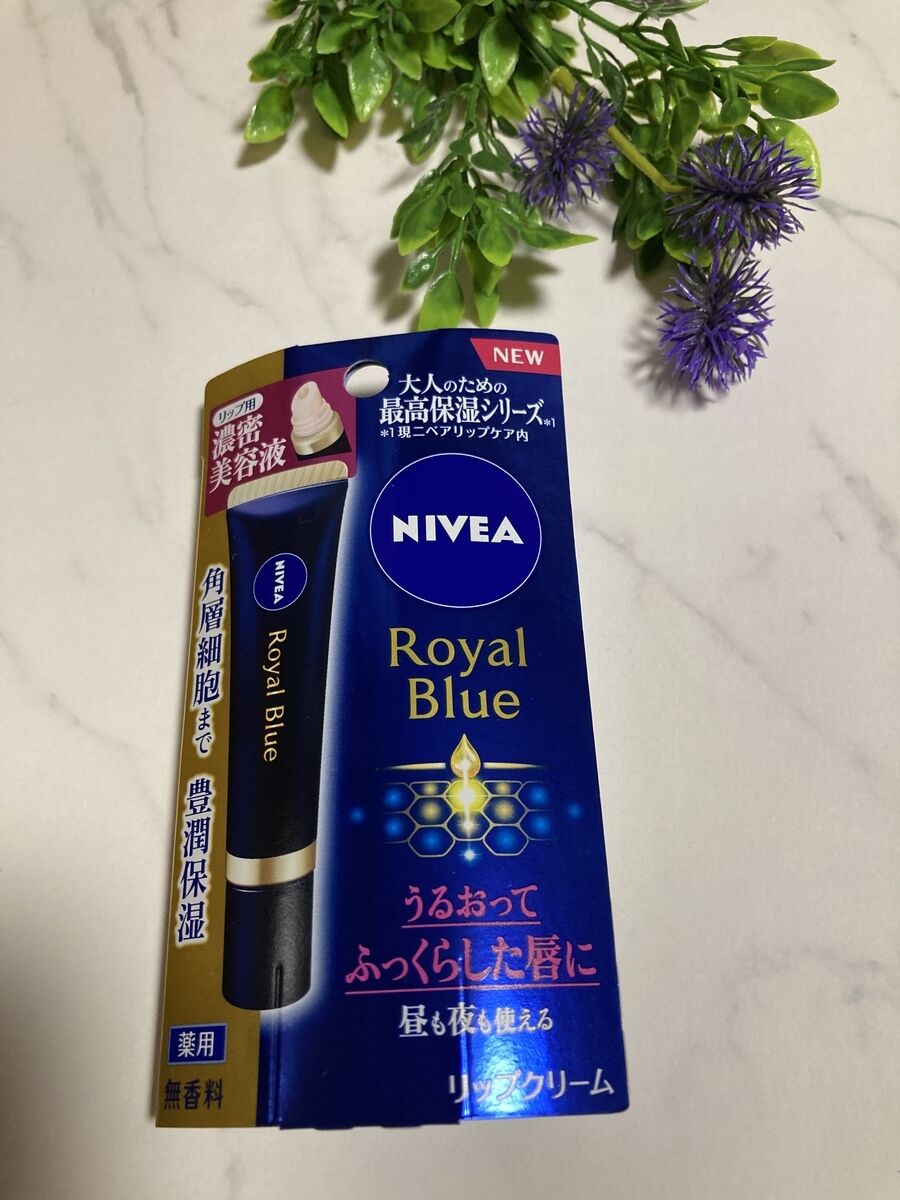 NEW
大人のための
最高保湿シリーズ*1
*1 現ニベアリップケア内
リップ用
濃密
美容液
NIVEA
Royal
Blue
NIVEA
Royal Blue
角層細胞まで 豊潤保湿
うるおって
ふっくらした唇に
昼も夜も使える
薬用
無香料
リップクリーム